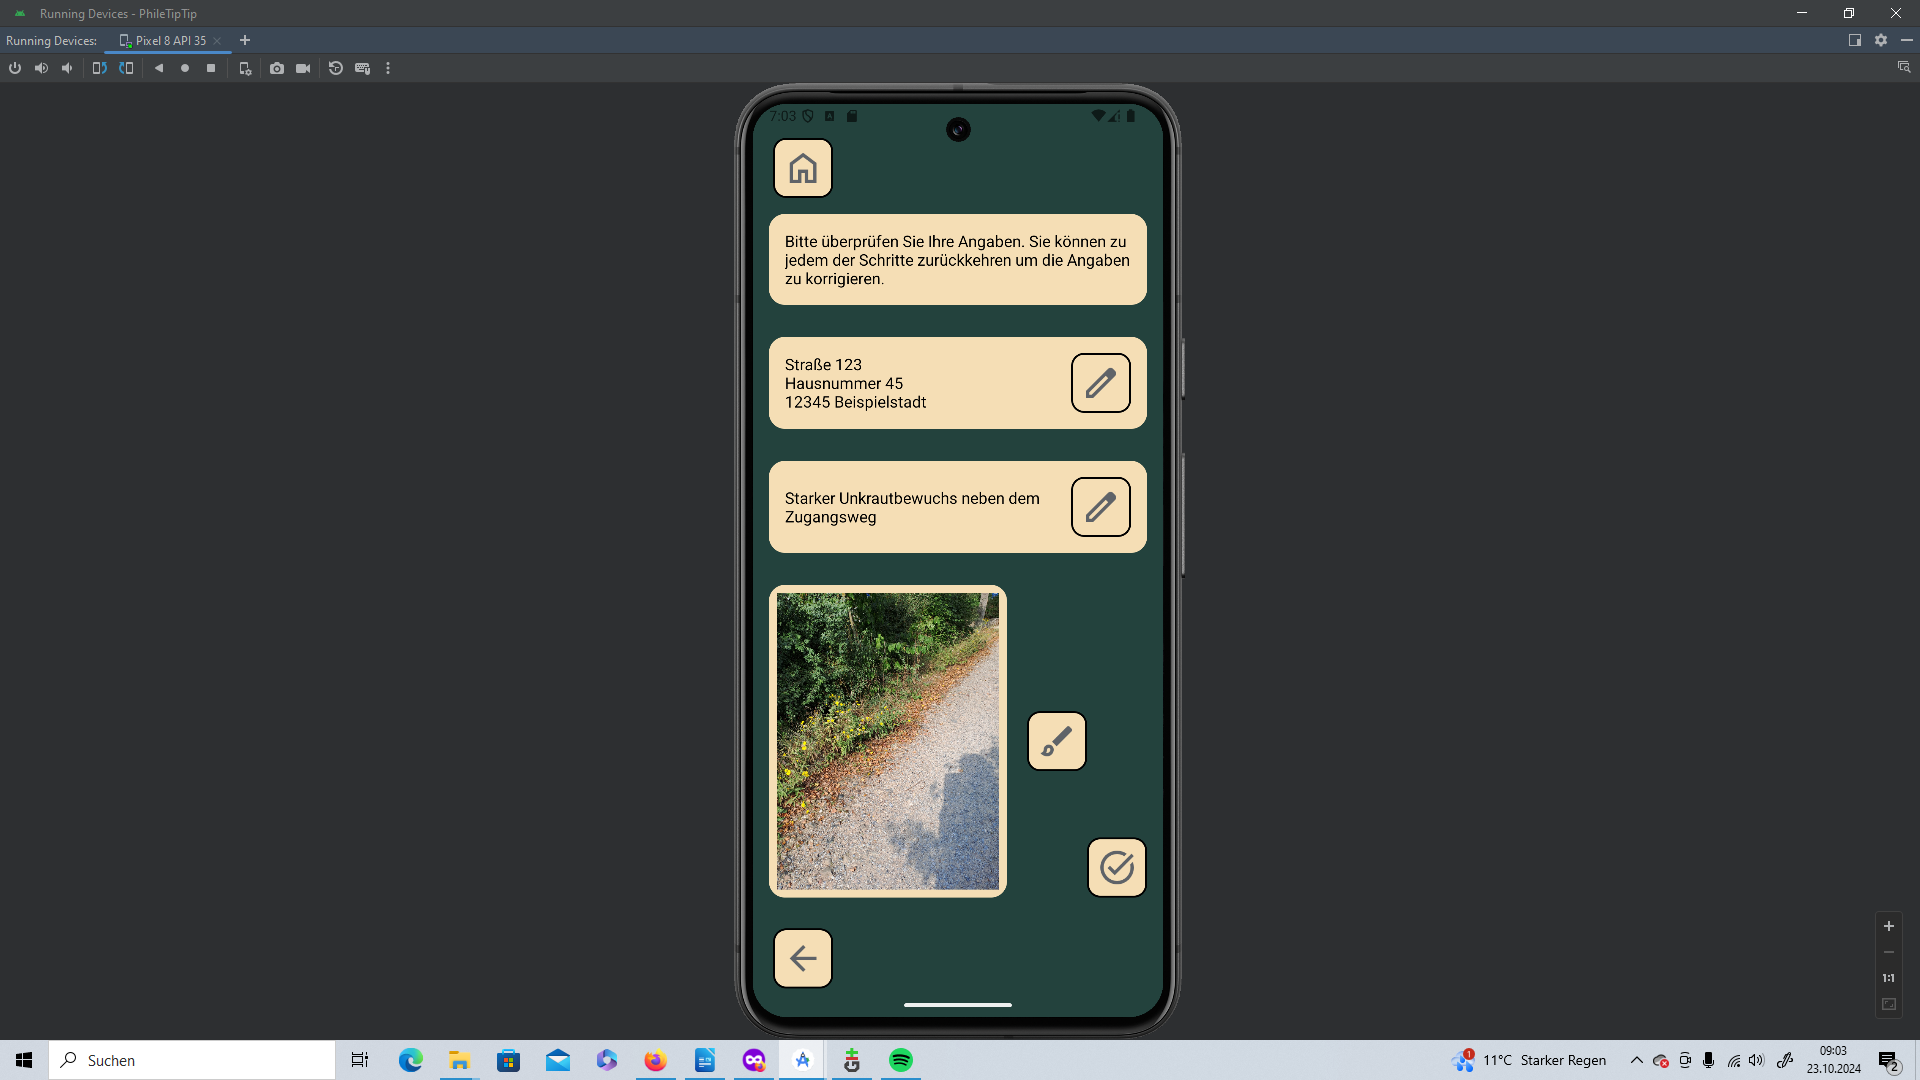 Running Devices - PhileTipTip
Running Devices:
Pixel 8 API 35
7:03
Bitte überprüfen Sie Ihre Angaben. Sie können zu
jedem der Schritte zurückkehren um die Angaben
zu korrigieren.
Straße 123
Hausnummer 45
12345 Beispielstadt
Starker Unkrautbewuchs neben dem
Zugangsweg
1:1
Suchen
1
11°C Starker Regen
09:03
23.10.2024
2